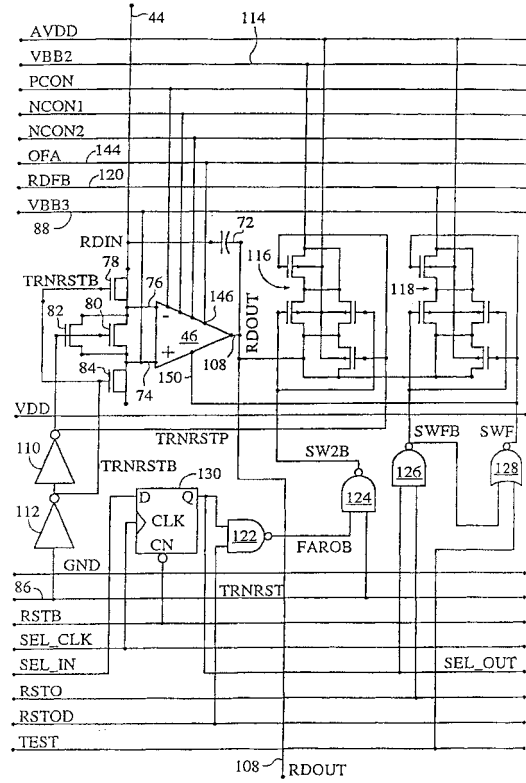 44
AVDD
114
VBB2
PCON
NCON1
NCON2
OFA 144
RDFB 120
VBB3
88
RDIN
72
78
TRNRSTB
76
116
118
82
80
-
146
46
+
RDOUT
84
150
74
108
VDD
TRNRSTP
SWFB
SWF
110
TRNRSTB
130
SW2B
D
Q
126
128
124
112
CLK
122
CN
FAROB
GND
86
TRNRST
RSTB
SEL_CLK
SEL_IN
SEL_OUT
RSTO
RSTOD
TEST
108
RDOUT